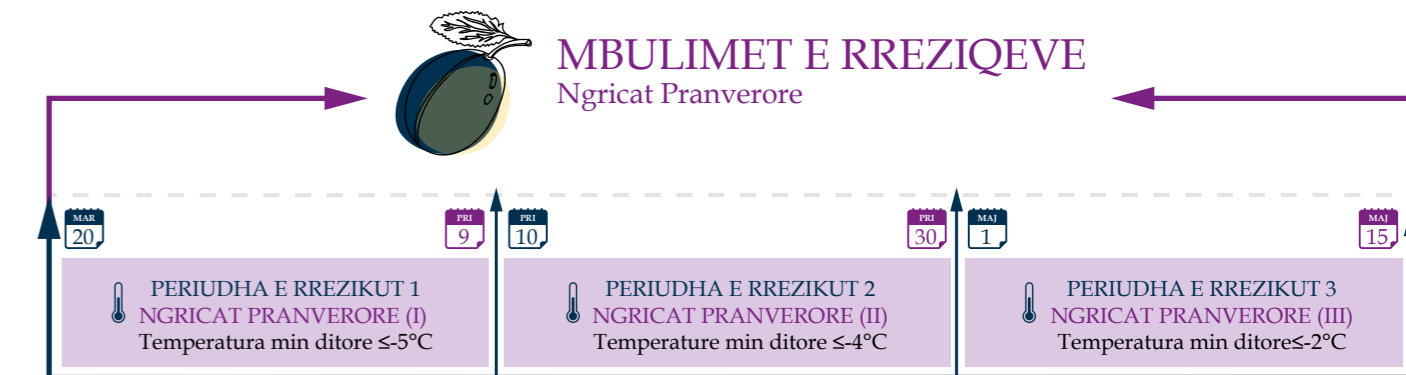 MBULIMET E RREZIQEVE
Ngricat Pranverore
MAR
20
PRI
9
PRI
10
PRI
30
MAJ
1
MAJ
15
PERIUDHA E RREZIKUT 1
NGRICAT PRANVERORE (I)
Temperatura min ditore ≤-5°C
PERIUDHA E RREZIKUT 2
NGRICAT PRANVERORE (II)
Temperature min ditore ≤-4°C
PERIUDHA E RREZIKUT 3
NGRICAT PRANVERORE (III)
Temperatura min ditore≤-2°C